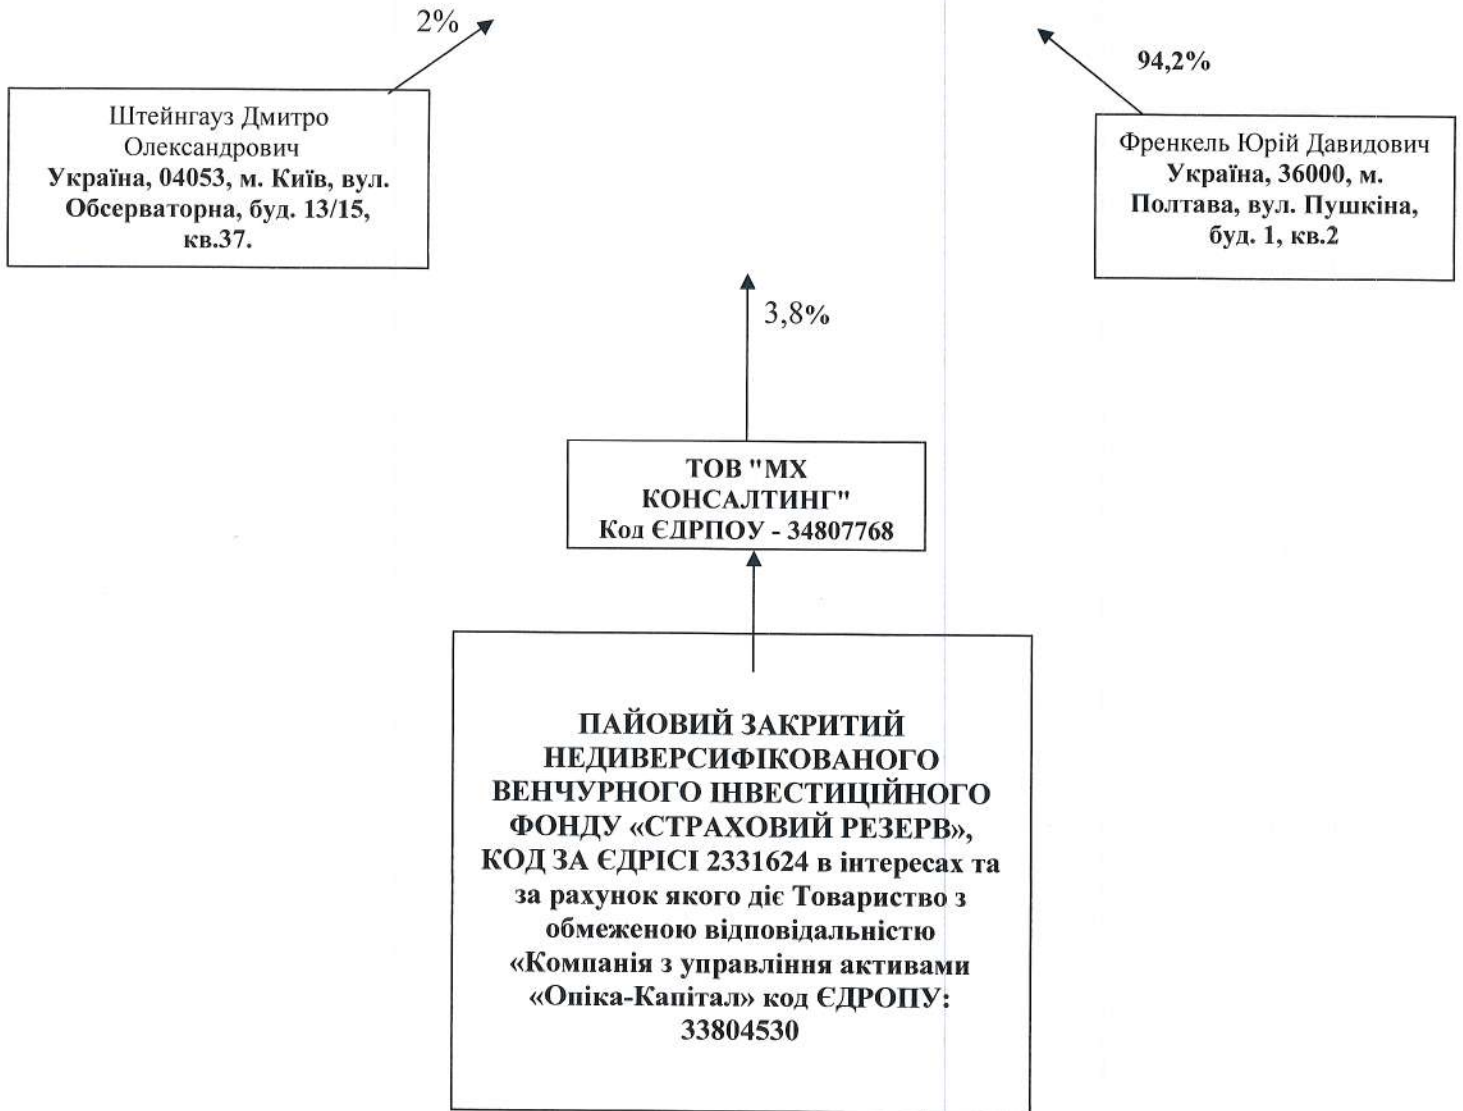 2%
94,2%
Штейнгауз Дмитро
Олександрович
Україна, 04053, м. Київ, вул.
Обсерваторна, буд. 13/15,
кв.37.
Френкель Юрій Давидович
Україна, 36000, м.
Полтава, вул. Пушкіна,
буд. 1, кв.2
3,8%
ТОВ "МХ
КОНСАЛТИНГ"
Код ЄДРПОУ - 34807768
ПАЙОВИЙ ЗАКРИТИЙ
НЕДИВЕРСИФІКОВАНОГО
ВЕНЧУРНОГО ІНВЕСТИЦІЙНОГО
ФОНДУ «СТРАХОВИЙ РЕЗЕРВ»,
КОД ЗА ЄДРІСІ 2331624 в інтересах та
за рахунок якого діє Товариство з
обмеженою відповідальністю
«Компанія з управління активами
«Опіка-Капітал» код ЄДРОПУ:
33804530